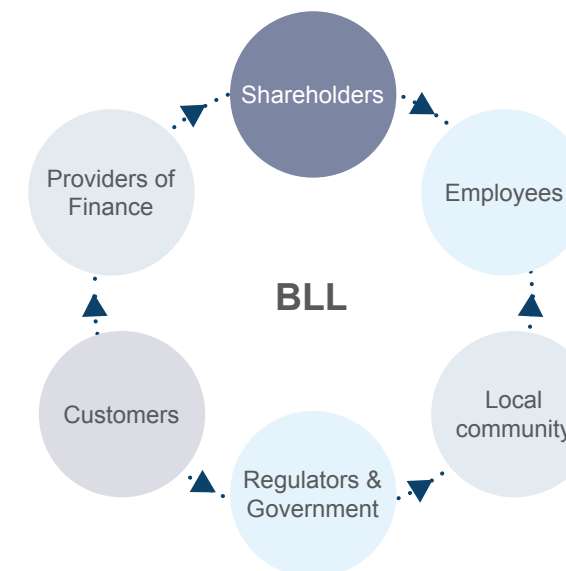 Shareholders
Providers of
Finance
Employees
BLL
Customers
Local
community
Regulators &
Government